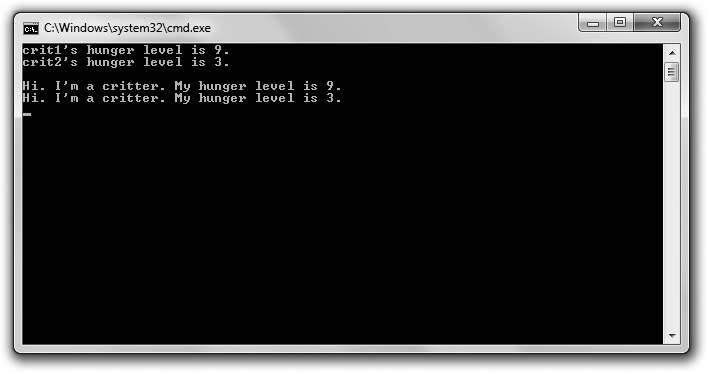 C:\Windows\system32\cmd.exe
crit1's hunger level is 9.
crit2's hunger level is 3.
Hi. I'm a critter. My hunger level is 9.
Hi. I'm a critter. My hunger level is 3.